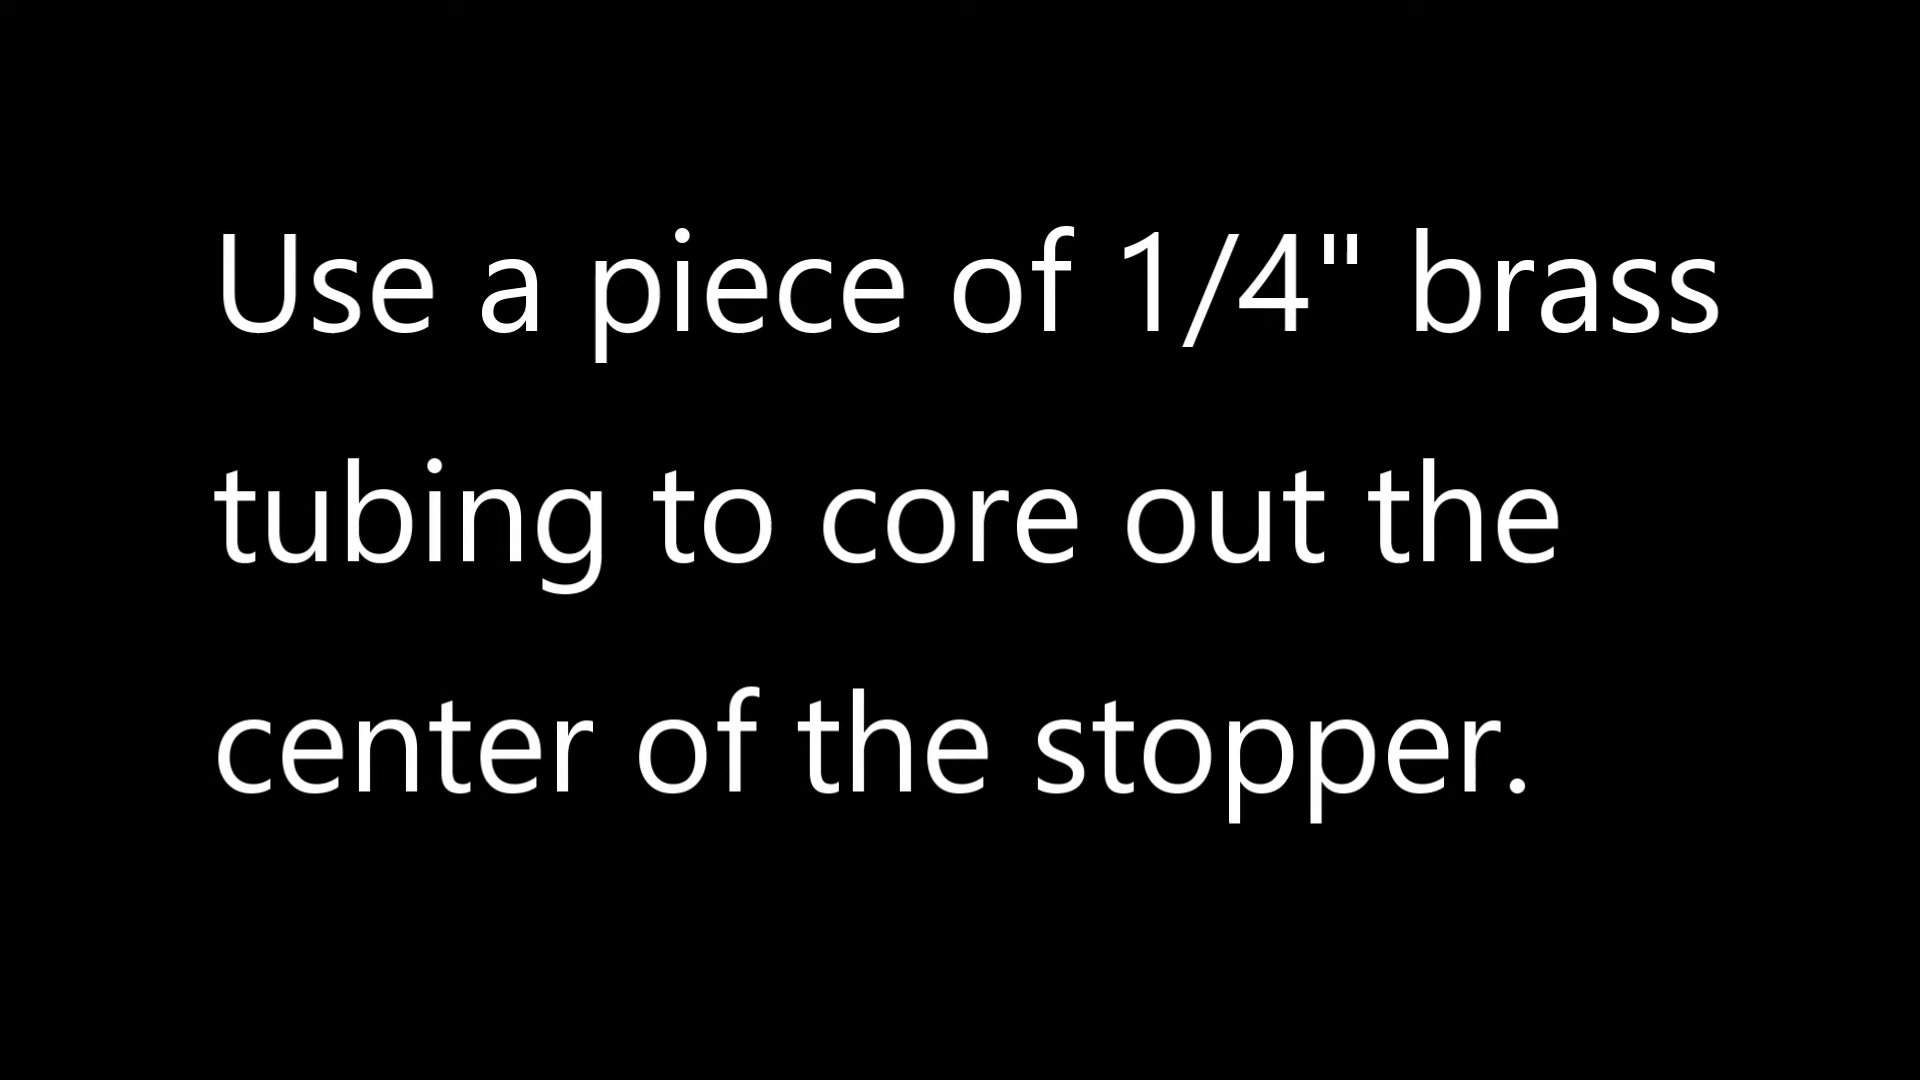 Use a piece of 1/4" brass
tubing to core out the
center of the stopper.